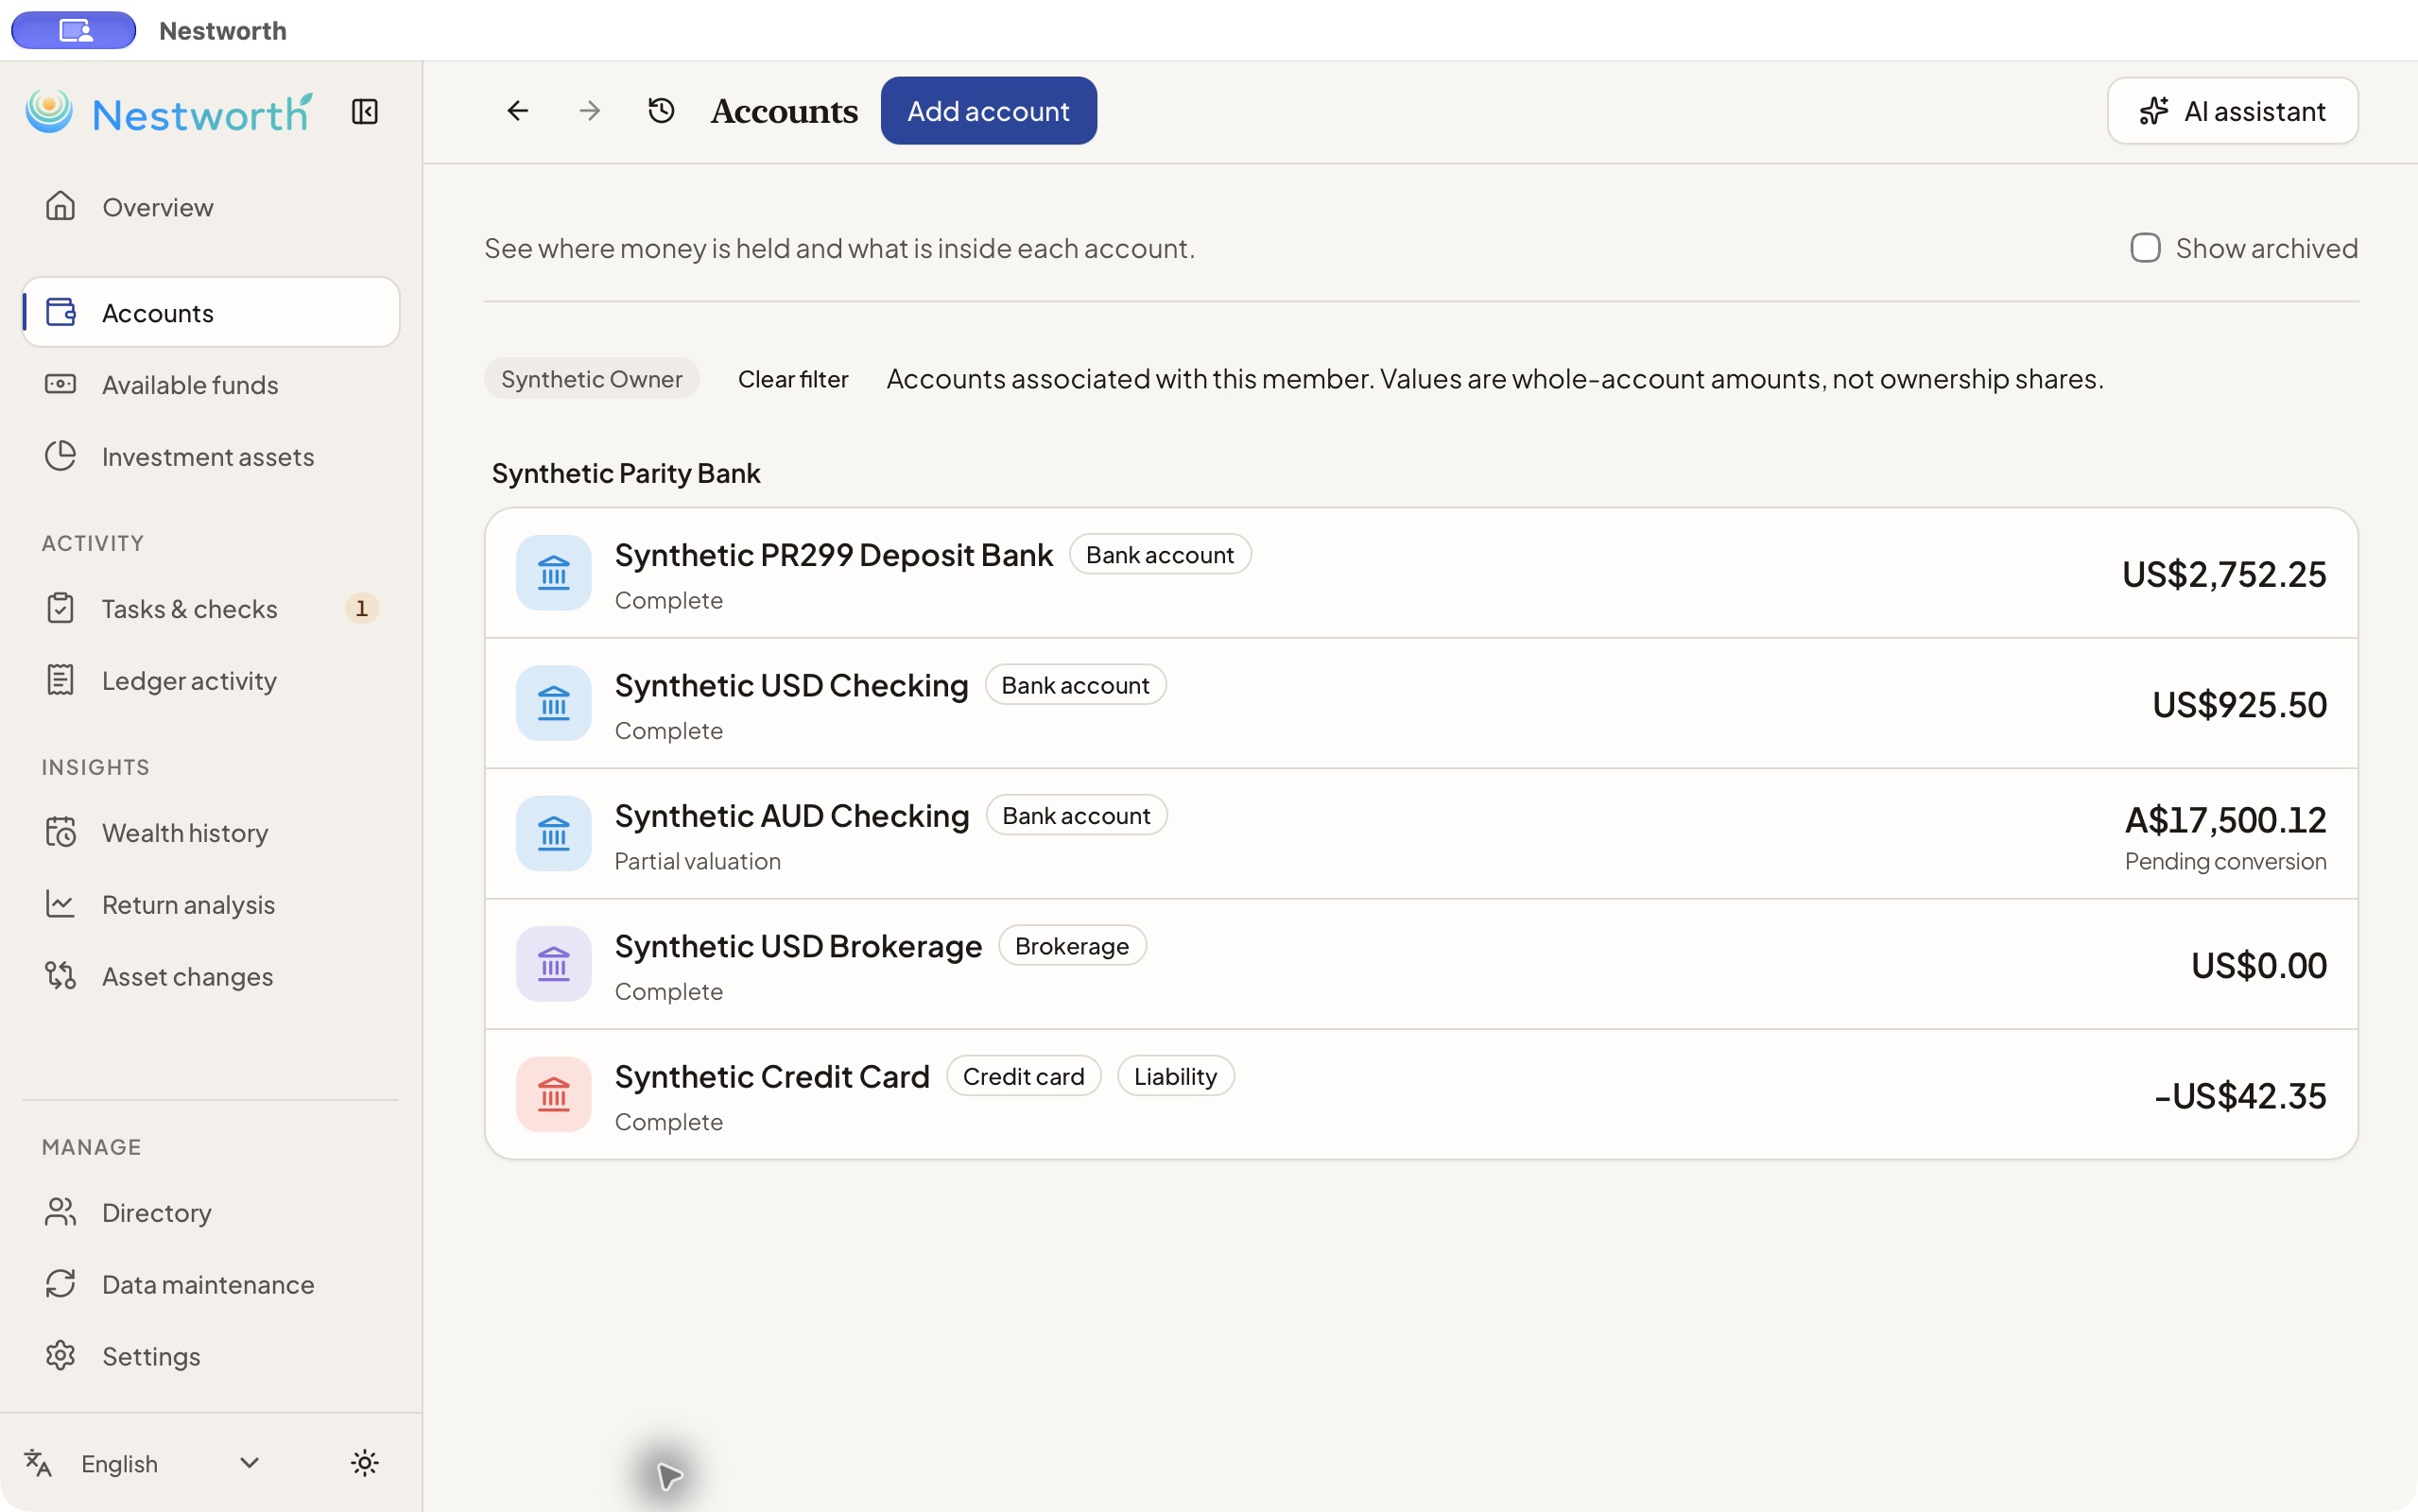 Nestworth
Nestworth
Accounts
Add account
AI assistant
Overview
Accounts
Available funds
Investment assets
ACTIVITY
Tasks & checks
1
Ledger activity
INSIGHTS
Wealth history
Return analysis
Asset changes
MANAGE
Directory
Data maintenance
Settings
English
See where money is held and what is inside each account.
Show archived
Synthetic Owner
Clear filter
Accounts associated with this member. Values are whole-account amounts, not ownership shares.
Synthetic Parity Bank
Synthetic PR299 Deposit Bank
Bank account
Complete
US$2,752.25
Synthetic USD Checking
Bank account
Complete
US$925.50
Synthetic AUD Checking
Bank account
Partial valuation
A$17,500.12
Pending conversion
Synthetic USD Brokerage
Brokerage
Complete
US$0.00
Synthetic Credit Card
Credit card
Liability
Complete
-US$42.35